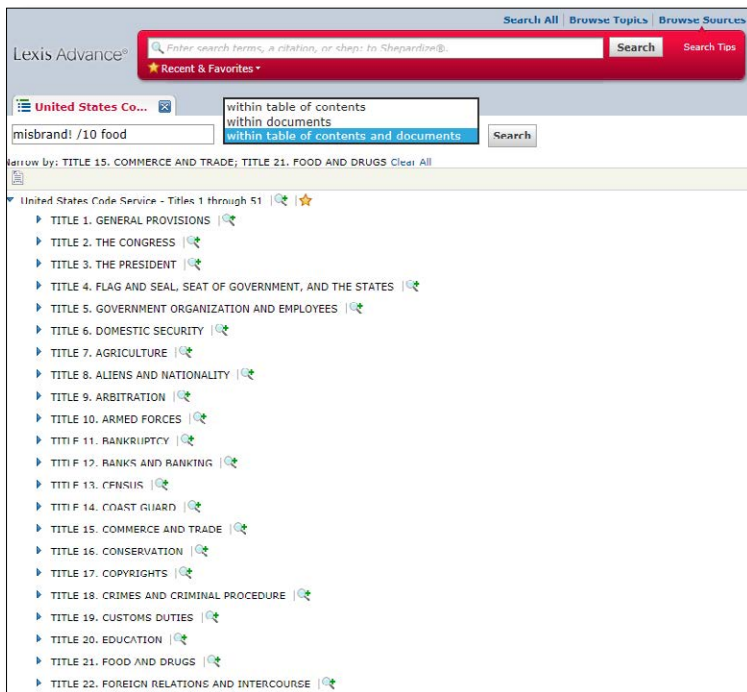 Search All | Browse Topics | Browse Sources
Lexis Advance®
Enter search terms, a citation, or shep: to Shepardize®.
Search
Search Tips
Recent & Favorites
United States Co...
misbrand! /10 food
within table of contents
within documents
within table of contents and documents
Search
Narrow by: TITLE 15. COMMERCE AND TRADE; TITLE 21. FOOD AND DRUGS Clear All
United States Code Service - Titles 1 through 51
TITLE 1. GENERAL PROVISIONS
TITLE 2. THE CONGRESS
TITLE 3. THE PRESIDENT
TITLE 4. FLAG AND SEAL, SEAT OF GOVERNMENT, AND THE STATES
TITLE 5. GOVERNMENT ORGANIZATION AND EMPLOYEES
TITLE 6. DOMESTIC SECURITY
TITLE 7. AGRICULTURE
TITLE 8. ALIENS AND NATIONALITY
TITLE 9. ARBITRATION
TITLE 10. ARMED FORCES
TITLE 11. BANKRUPTCY
TITLE 12. BANKS AND BANKING
TITLE 13. CENSUS
TITLE 14. COAST GUARD
TITLE 15. COMMERCE AND TRADE
TITLE 16. CONSERVATION
TITLE 17. COPYRIGHTS
TITLE 18. CRIMES AND CRIMINAL PROCEDURE
TITLE 19. CUSTOMS DUTIES
TITLE 20. EDUCATION
TITLE 21. FOOD AND DRUGS
TITLE 22. FOREIGN RELATIONS AND INTERCOURSE